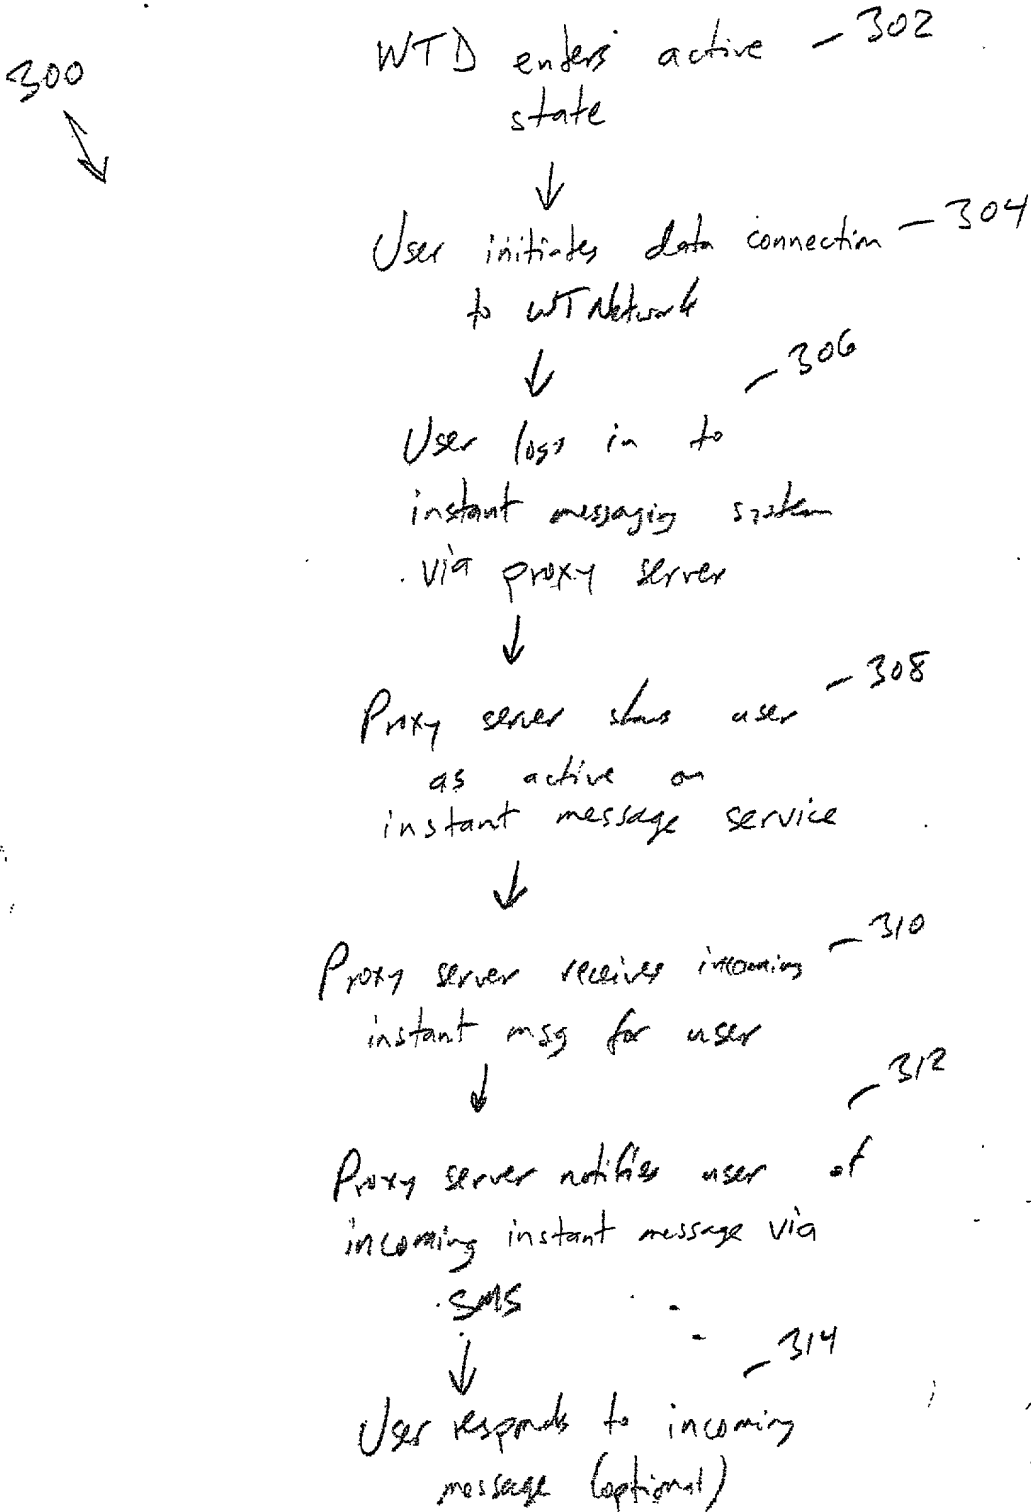 300
WTD enters active – 302
state
↓
User initiates data connection – 304
to WT Network
↓
– 306
User logs in to
instant messaging system
via proxy server
↓
– 308
Proxy server shows user
as active on
instant message service
↓
– 310
Proxy server receives incoming
instant msg for user
↓
– 312
Proxy server notifies user of
incoming instant message via
SMS
↓
– 314
User responds to incoming
message (optional)